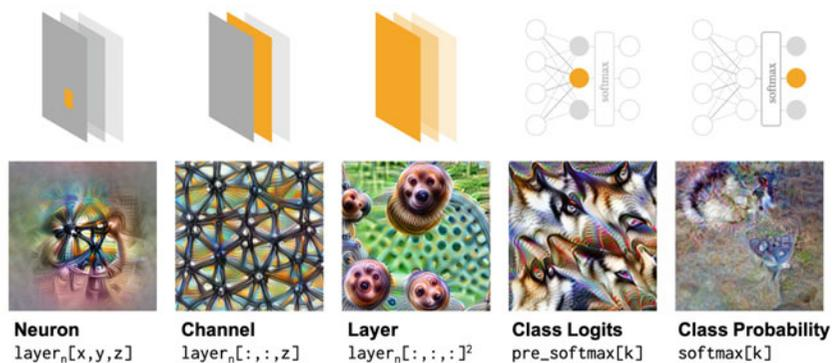 softmax
softmax
Neuron
layerₙ[x,y,z]
Channel
layerₙ[:,:,z]
Layer
layerₙ[:,:,:]²
Class Logits
pre_softmax[k]
Class Probability
softmax[k]